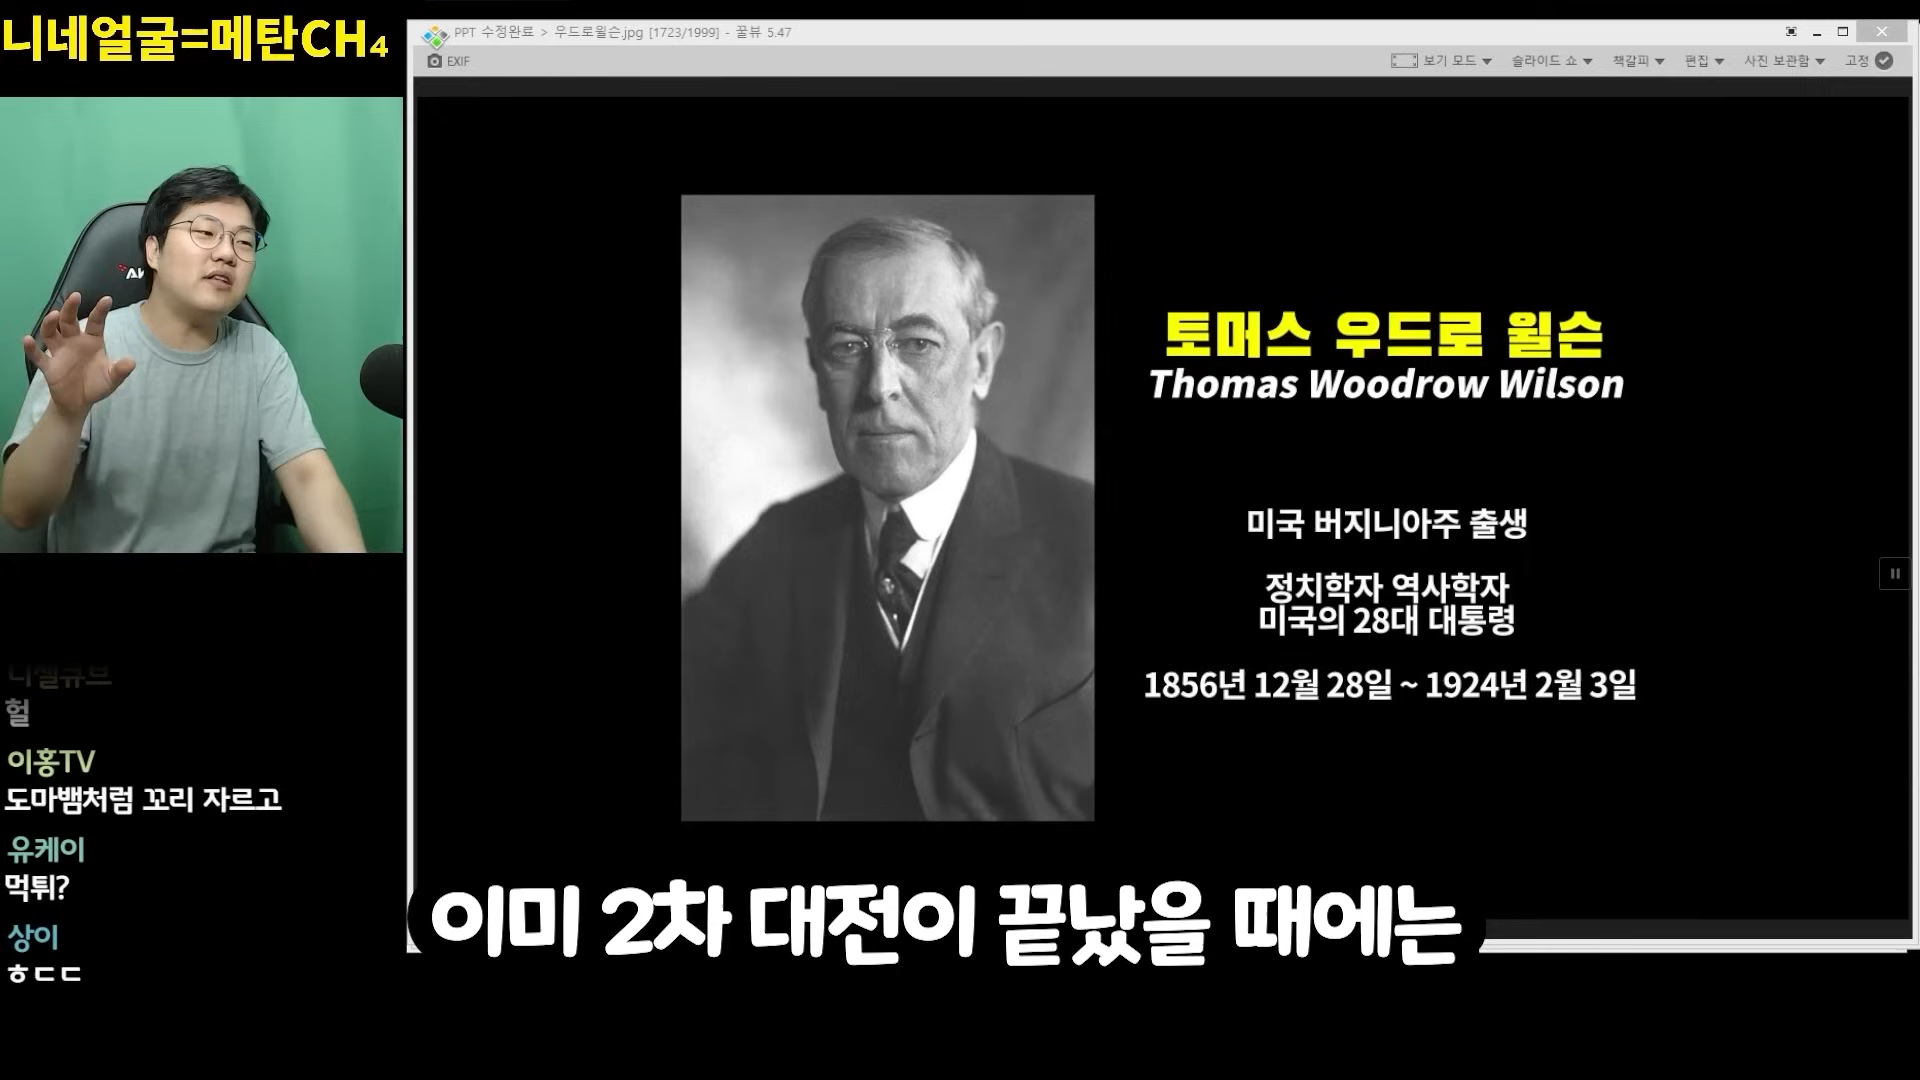 니네얼굴=메탄CH₄
PPT 수정완료 > 우드로윌슨.jpg [1723/1999] - 꿀뷰 5.47
EXIF
보기 모드
슬라이드 쇼
책갈피
편집
사진 보관함
고정
토머스 우드로 윌슨
Thomas Woodrow Wilson
미국 버지니아주 출생
정치학자 역사학자
미국의 28대 대통령
1856년 12월 28일 ~ 1924년 2월 3일
헐
이홍TV
도마뱀처럼 꼬리 자르고
유케이
먹튀?
상이
ㅎㄷㄷ
이미 2차 대전이 끝났을 때에는